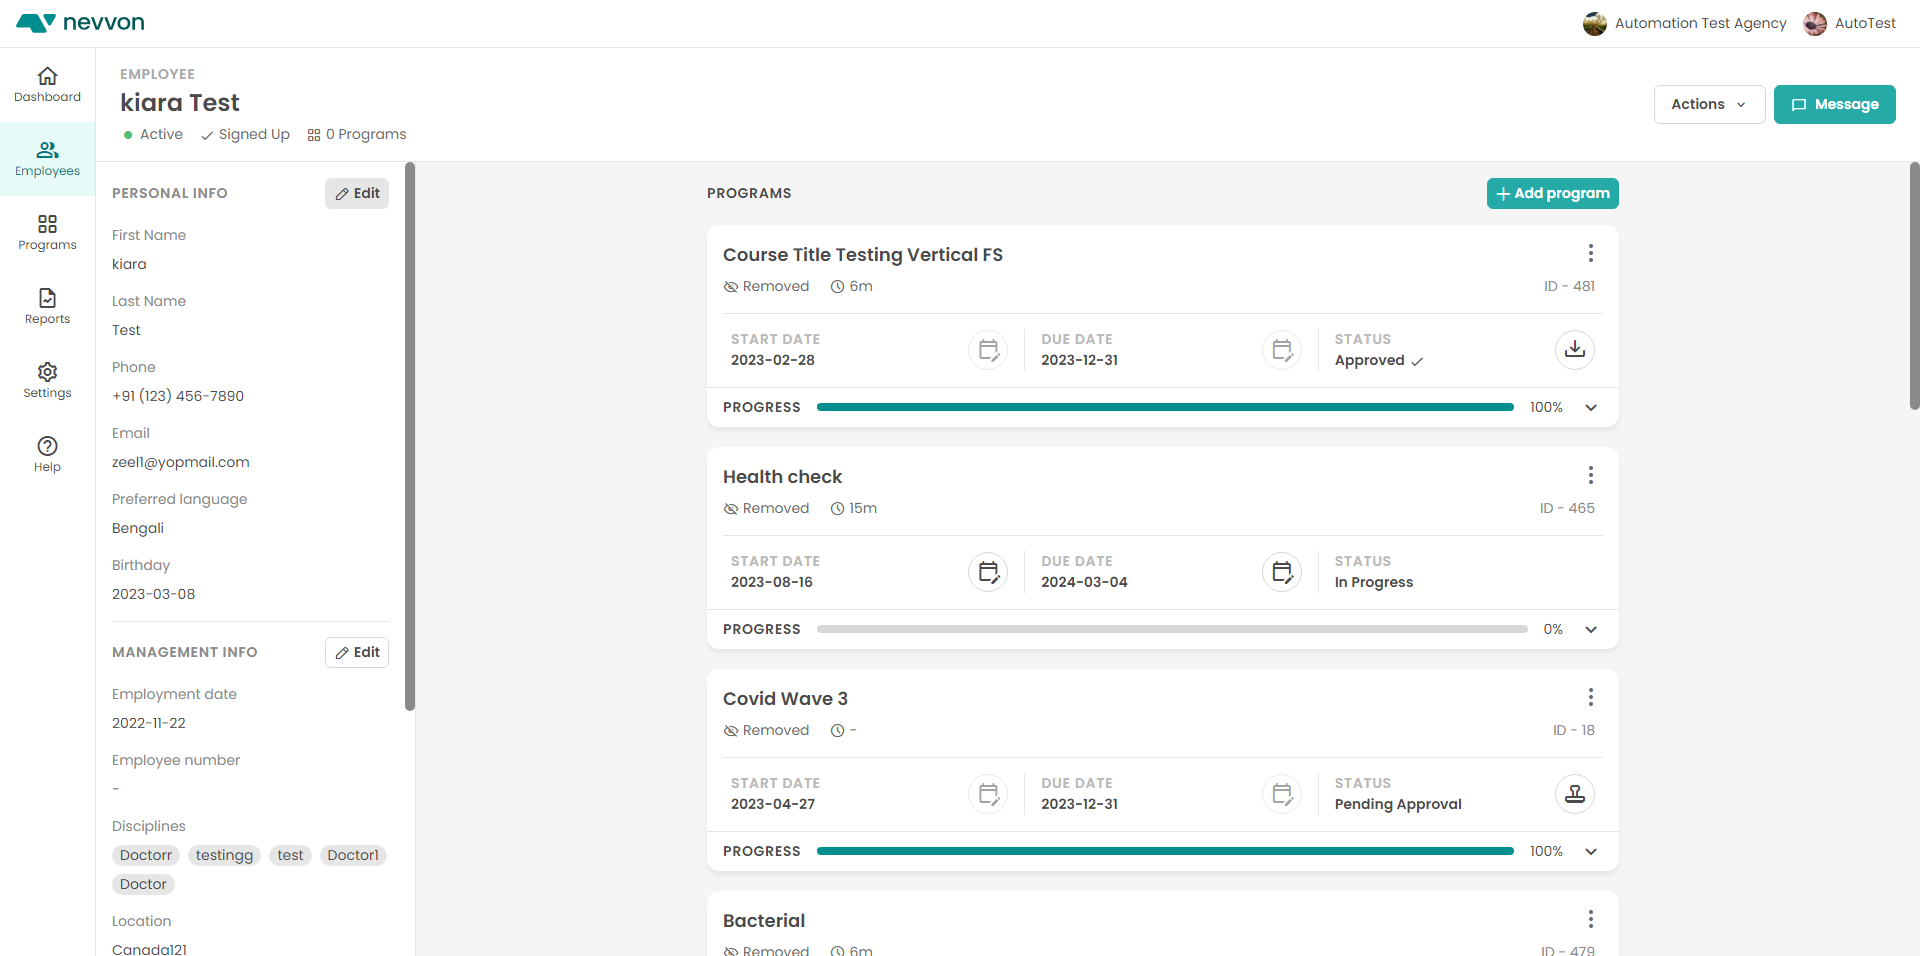 nevvon
Automation Test Agency
AutoTest
Dashboard
Employees
Programs
Reports
Settings
Help
EMPLOYEE
kiara Test
Active
Signed Up
0 Programs
Actions
Message
PERSONAL INFO
Edit
First Name
kiara
Last Name
Test
Phone
+91 (123) 456-7890
Email
zeel1@yopmail.com
Preferred language
Bengali
Birthday
2023-03-08
MANAGEMENT INFO
Edit
Employment date
2022-11-22
Employee number
-
Disciplines
Doctorr testingg test Doctor1
Doctor
Location
Canada121
PROGRAMS
Add program
Course Title Testing Vertical FS
Removed 6m ID - 481
START DATE DUE DATE STATUS
2023-02-28 2023-12-31 Approved
PROGRESS 100%
Health check
Removed 15m ID - 465
START DATE DUE DATE STATUS
2023-08-16 2024-03-04 In Progress
PROGRESS 0%
Covid Wave 3
Removed - ID - 18
START DATE DUE DATE STATUS
2023-04-27 2023-12-31 Pending Approval
PROGRESS 100%
Bacterial
Removed 6m ID - 479